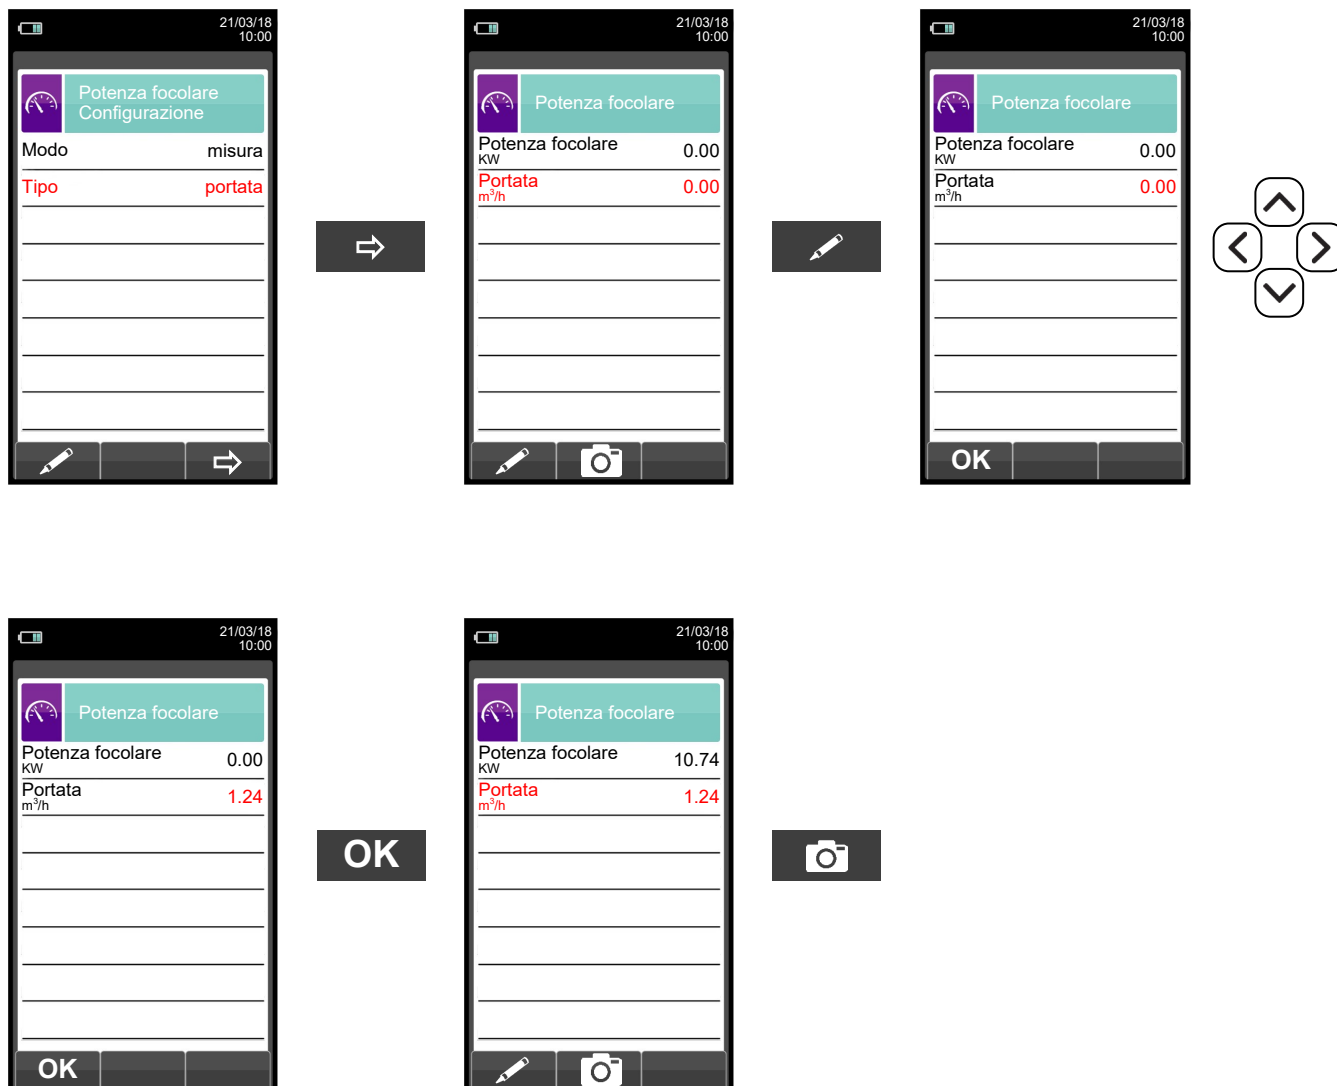 21/03/18
10:00
Potenza focolare
Configurazione
Modo misura
Tipo portata
21/03/18
10:00
Potenza focolare
Potenza focolare 0.00
KW
Portata 0.00
m³/h
21/03/18
10:00
Potenza focolare
Potenza focolare 0.00
KW
Portata 0.00
m³/h
OK
21/03/18
10:00
Potenza focolare
Potenza focolare 0.00
KW
Portata 1.24
m³/h
OK
OK
21/03/18
10:00
Potenza focolare
Potenza focolare 10.74
KW
Portata 1.24
m³/h